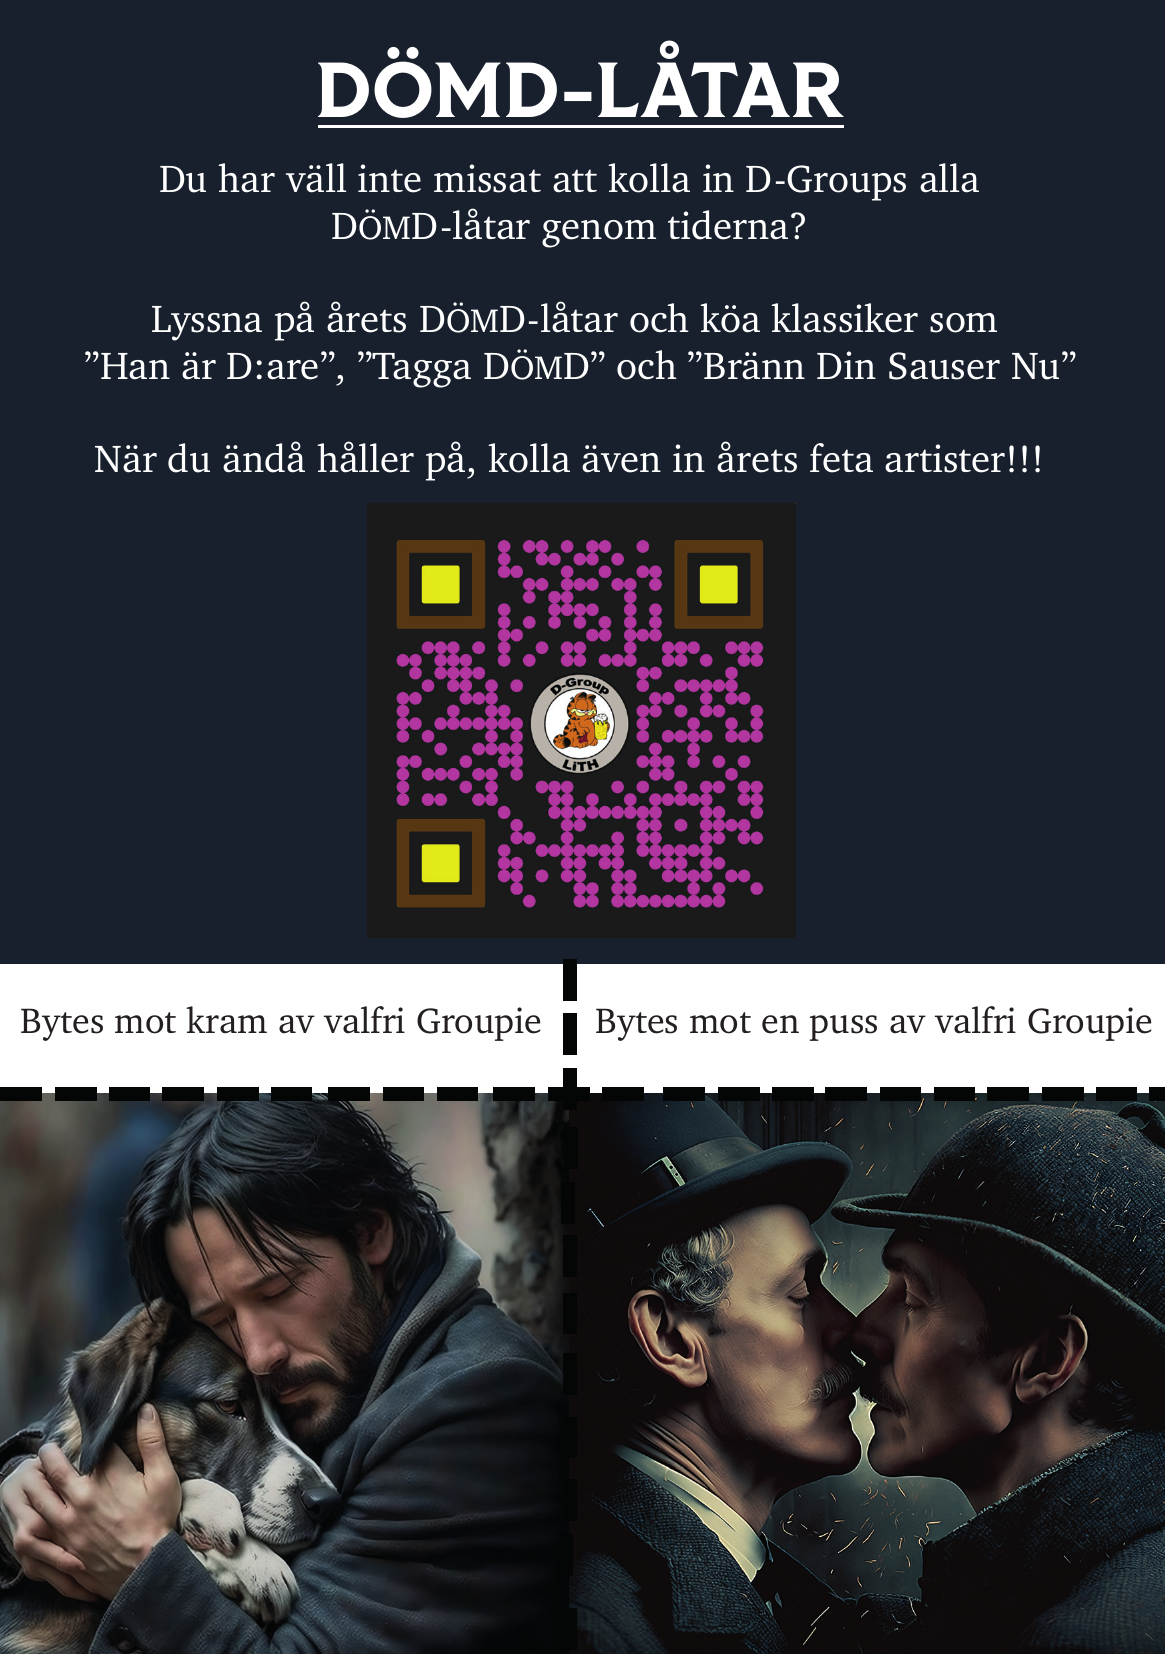 DÖMD-LÅTAR
Du har väll inte missat att kolla in D-Groups alla
DÖMD-låtar genom tiderna?
Lyssna på årets DÖMD-låtar och köa klassiker som
”Han är D:are”, ”Tagga DÖMD” och ”Bränn Din Sauser Nu”
När du ändå håller på, kolla även in årets feta artister!!!
D-Group
LiTH
Bytes mot kram av valfri Groupie
Bytes mot en puss av valfri Groupie